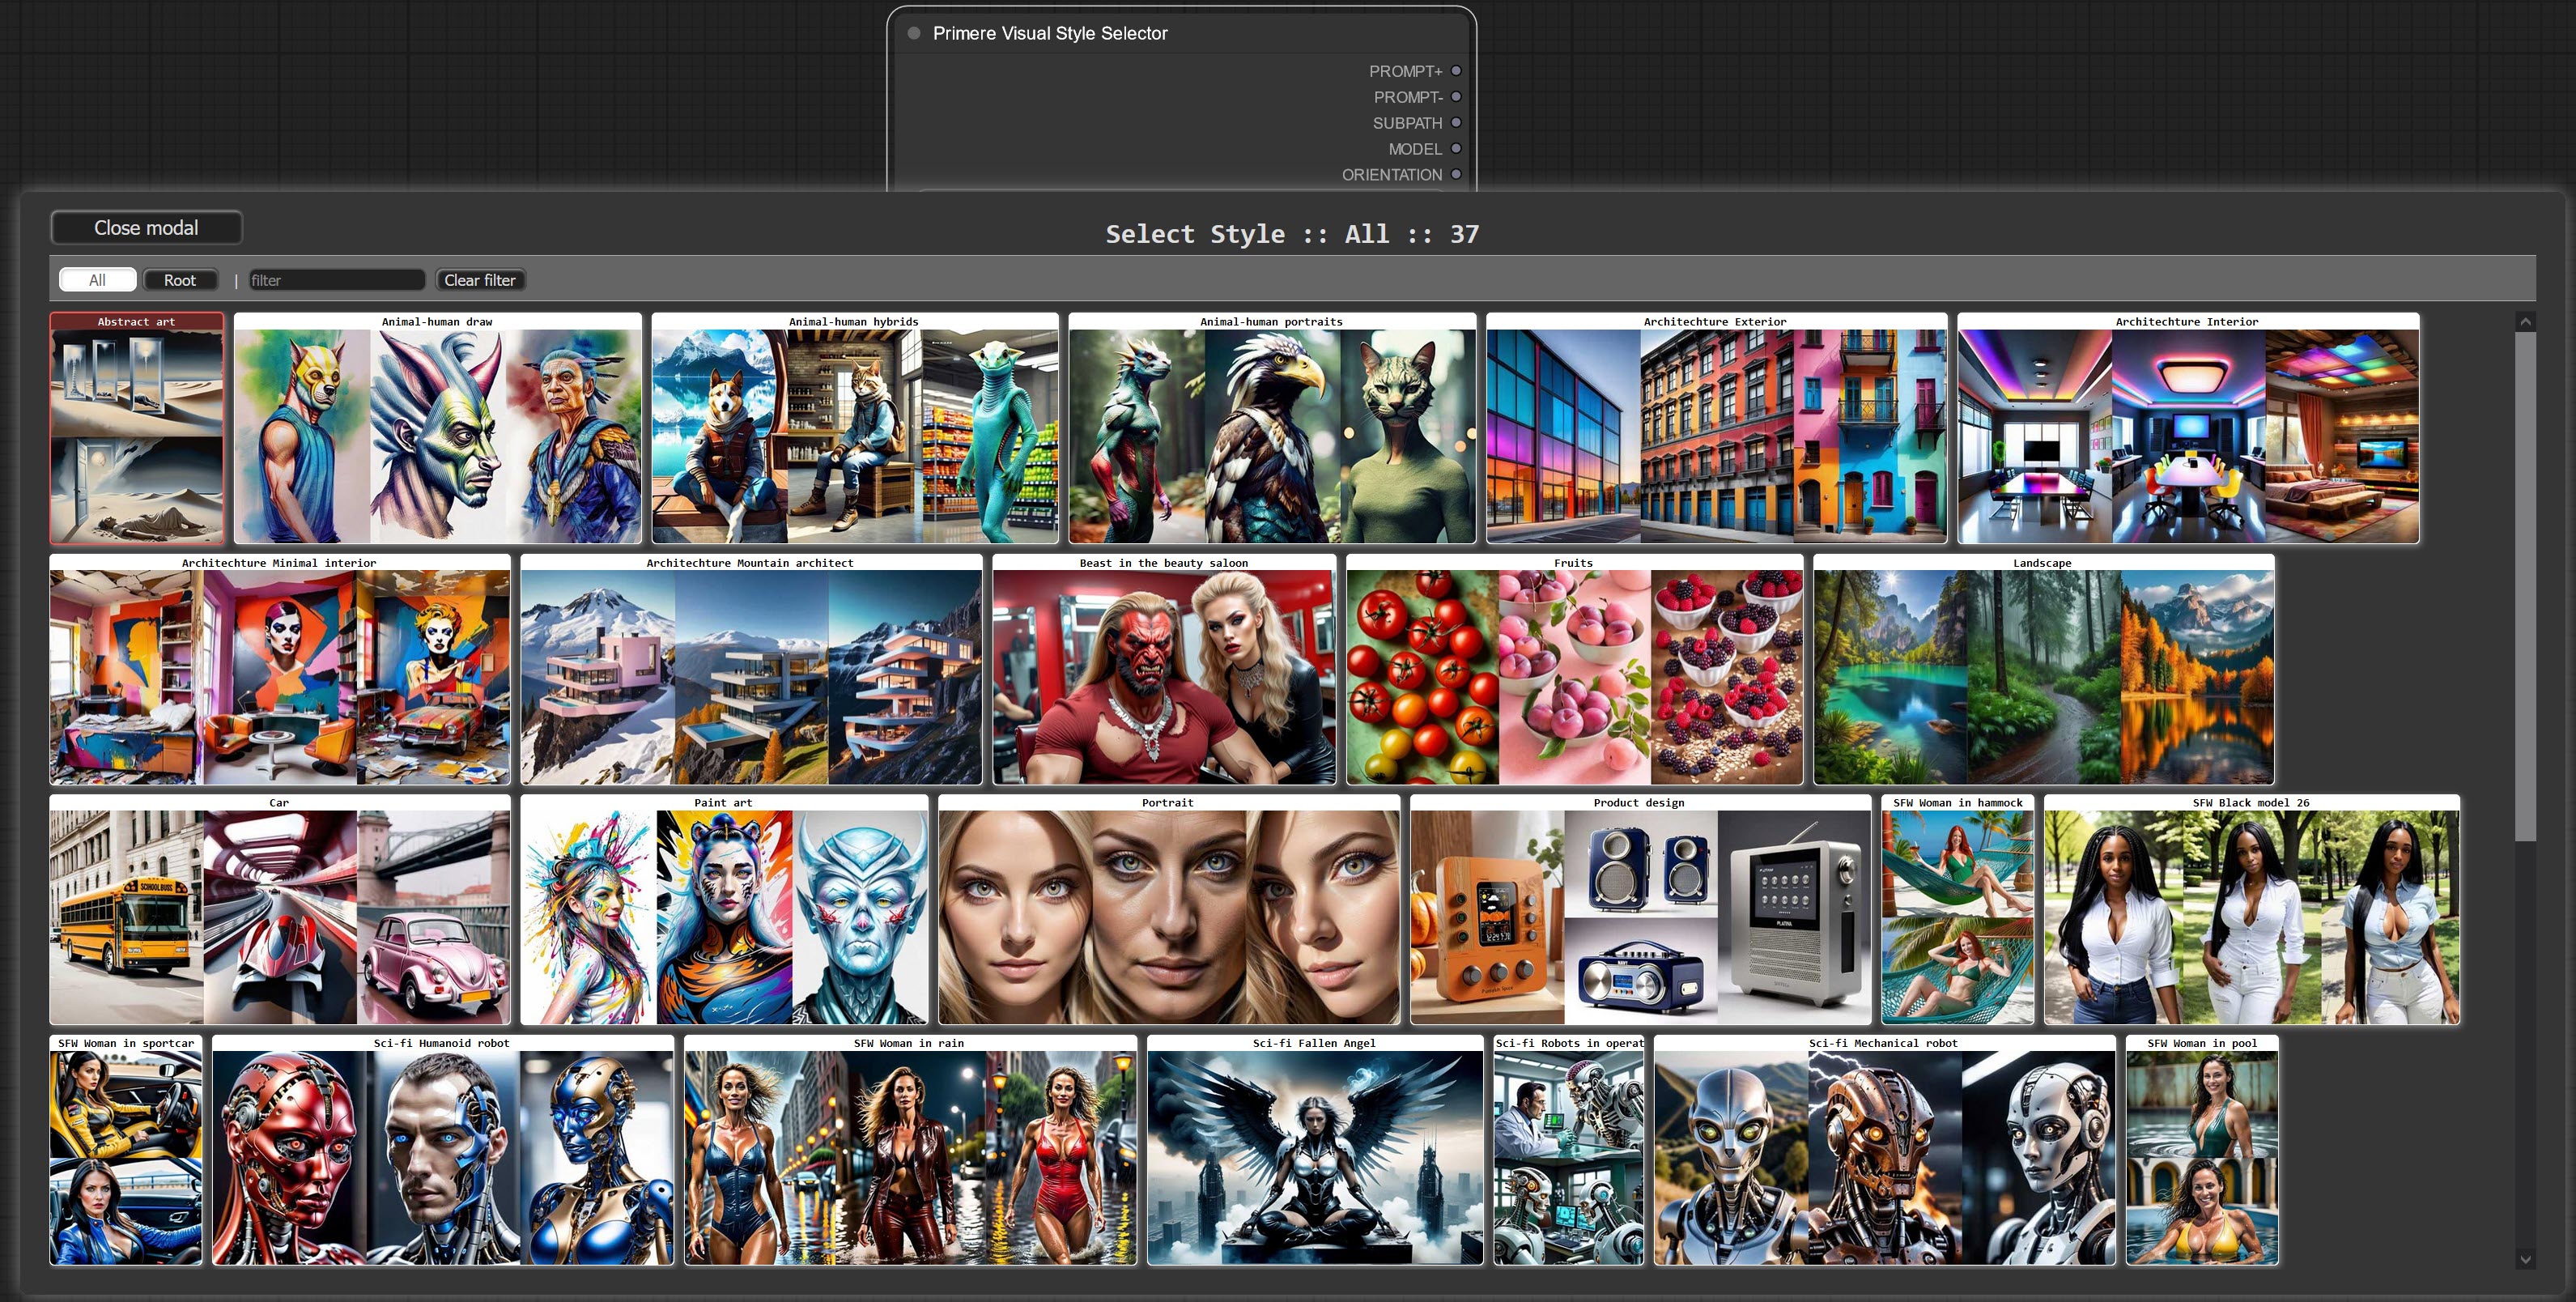 Primere Visual Style Selector
PROMPT+
PROMPT-
SUBPATH
MODEL
ORIENTATION
Close modal
Select Style :: All :: 37
All
Root
|
filter
Clear filter
Abstract art
Animal-human draw
Animal-human hybrids
Animal-human portraits
Architechture Exterior
Architechture Interior
Architechture Minimal interior
Architechture Mountain architect
Beast in the beauty saloon
Fruits
Landscape
Car
Paint art
Portrait
Product design
SFW Woman in hammock
SFW Black model 26
SCHOOL BUSS
SFW Woman in sportcar
Sci-fi Humanoid robot
SFW Woman in rain
Sci-fi Fallen Angel
Sci-fi Robots in operat
Sci-fi Mechanical robot
SFW Woman in pool